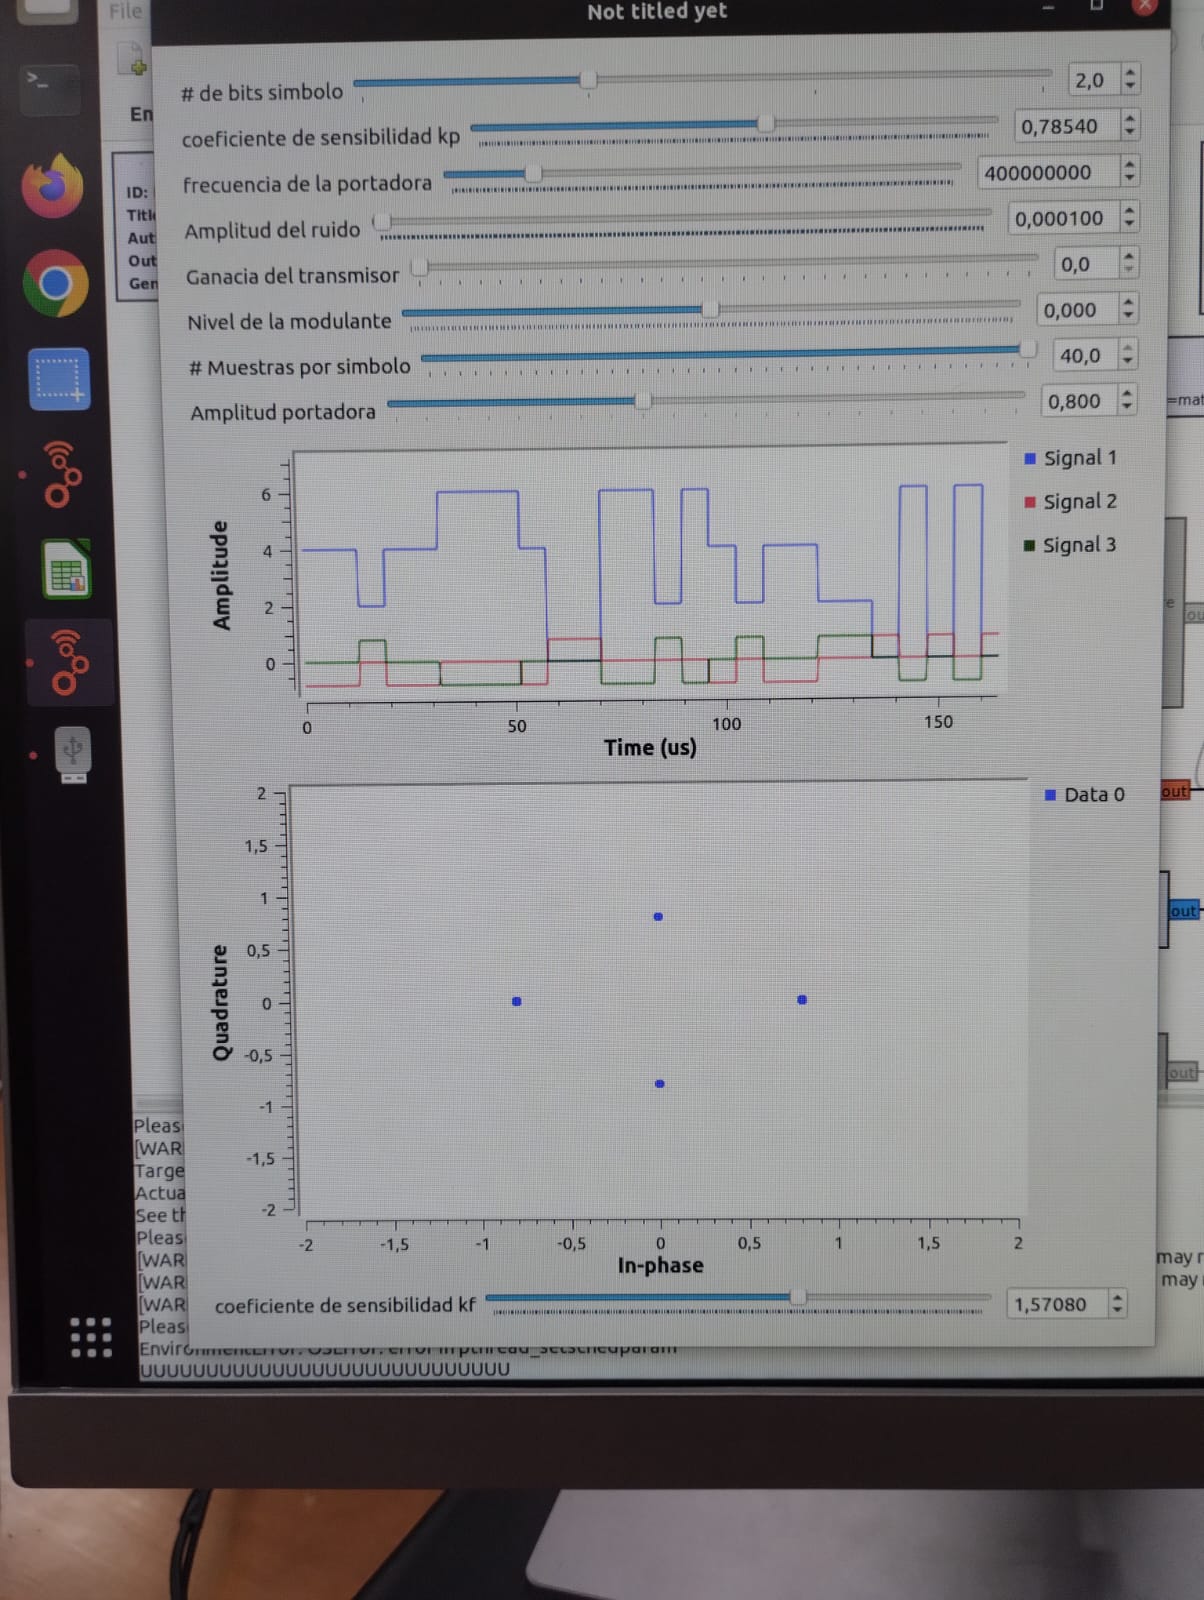 Not titled yet
File
En
ID:
Title
Aut
Out
Gen
# de bits simbolo 2,0
coeficiente de sensibilidad kp 0,78540
frecuencia de la portadora 400000000
Amplitud del ruido 0,000100
Ganacia del transmisor 0,0
Nivel de la modulante 0,000
# Muestras por simbolo 40,0
Amplitud portadora 0,800
=mat
Signal 1
Signal 2
Signal 3
Amplitude
6
4
2
0
0 50 100 150
Time (us)
Data 0
Quadrature
2
1,5
1
0,5
0
-0,5
-1
-1,5
-2
-2 -1,5 -1 -0,5 0 0,5 1 1,5 2
In-phase
coeficiente de sensibilidad kf 1,57080
out
out
out
Pleas
[WAR
Targe
Actua
See th
Pleas
[WAR
[WAR
[WAR
Pleas
may r
may
UUUUUUUUUUUUUUUUUUUUUUUUUUUU